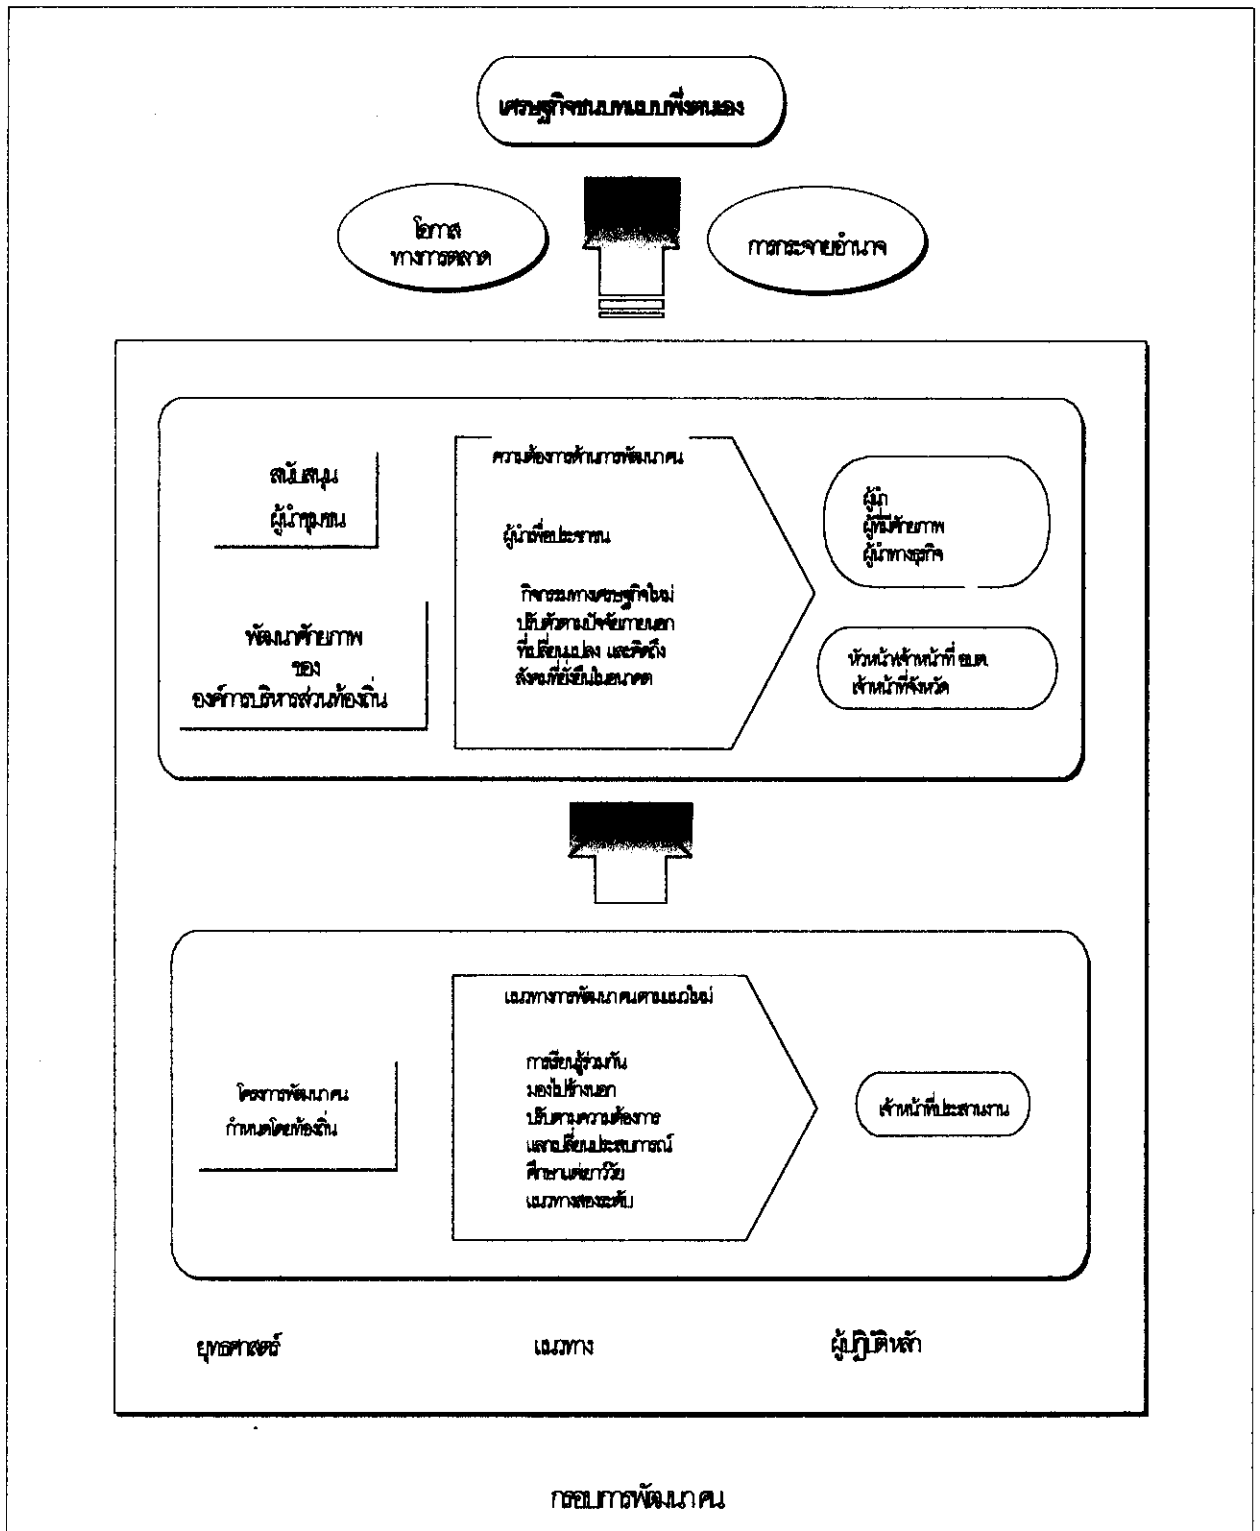 เศรษฐกิจชนบทแบบพึ่งตนเอง
โอกาส
ทางการตลาด
การกระจายอำนาจ
สนับสนุน
ผู้นำชุมชน
พัฒนาศักยภาพ
ของ
องค์การบริหารส่วนท้องถิ่น
ความต้องการด้านการพัฒนาคน
ผู้นำเพื่อประชาชน
กิจกรรมทางเศรษฐกิจใหม่
ปรับตัวตามปัจจัยภายนอก
ที่เปลี่ยนแปลง และคิดถึง
สังคมที่ยั่งยืนในอนาคต
ผู้นำ
ผู้ที่มีศักยภาพ
ผู้นำทางธุรกิจ
หัวหน้า/เจ้าหน้าที่ อบต.
เจ้าหน้าที่จังหวัด
โครงการพัฒนาคน
กำหนดโดยท้องถิ่น
แนวทางการพัฒนาคนตามแนวใหม่
การเรียนรู้ร่วมกัน
มองไปข้างนอก
ปรับตามความต้องการ
แลกเปลี่ยนประสบการณ์
ศึกษาแต่เยาว์วัย
แนวทางสองระดับ
เจ้าหน้าที่ประสานงาน
ยุทธศาสตร์
แนวทาง
ผู้ปฏิบัติหลัก
กรอบการพัฒนาคน